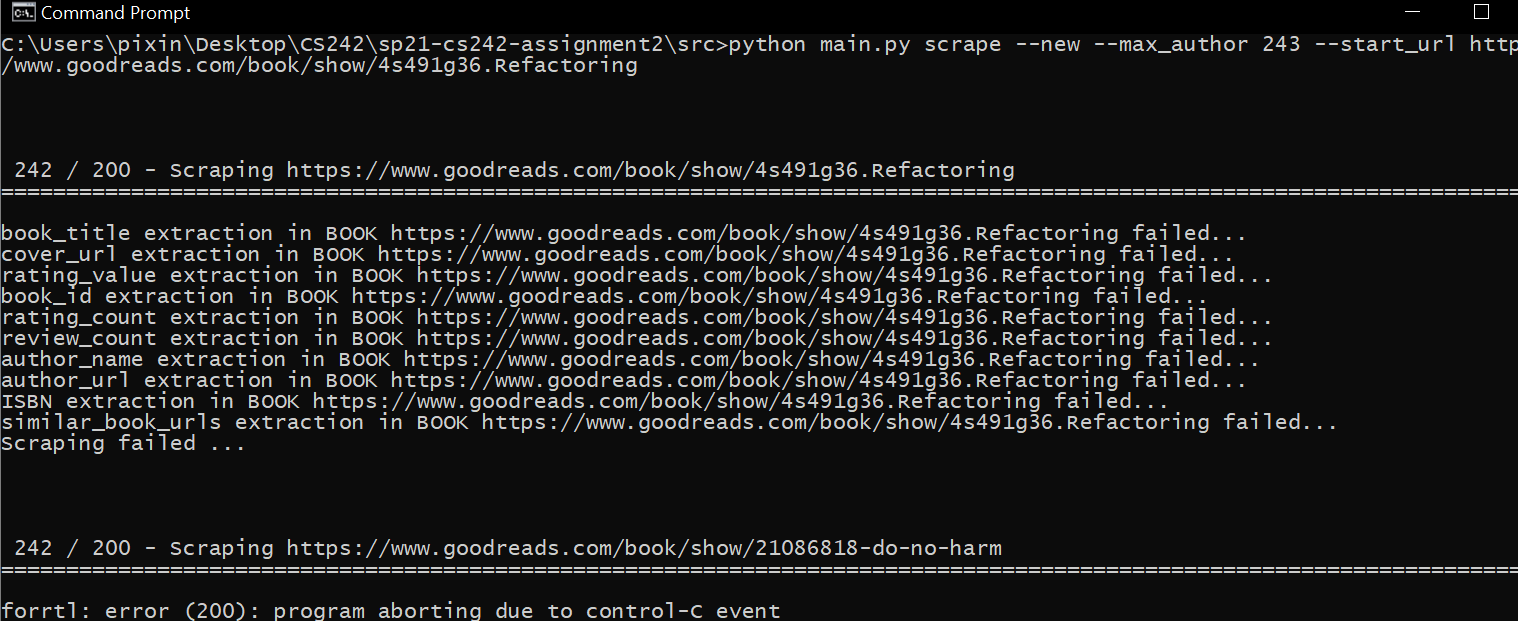 Command Prompt
C:\Users\pixin\Desktop\CS242\sp21-cs242-assignment2\src>python main.py scrape --new --max_author 243 --start_url http
/www.goodreads.com/book/show/4s491g36.Refactoring
242 / 200 - Scraping https://www.goodreads.com/book/show/4s491g36.Refactoring
=====================================================================================================================
book_title extraction in BOOK https://www.goodreads.com/book/show/4s491g36.Refactoring failed...
cover_url extraction in BOOK https://www.goodreads.com/book/show/4s491g36.Refactoring failed...
rating_value extraction in BOOK https://www.goodreads.com/book/show/4s491g36.Refactoring failed...
book_id extraction in BOOK https://www.goodreads.com/book/show/4s491g36.Refactoring failed...
rating_count extraction in BOOK https://www.goodreads.com/book/show/4s491g36.Refactoring failed...
review_count extraction in BOOK https://www.goodreads.com/book/show/4s491g36.Refactoring failed...
author_name extraction in BOOK https://www.goodreads.com/book/show/4s491g36.Refactoring failed...
author_url extraction in BOOK https://www.goodreads.com/book/show/4s491g36.Refactoring failed...
ISBN extraction in BOOK https://www.goodreads.com/book/show/4s491g36.Refactoring failed...
similar_book_urls extraction in BOOK https://www.goodreads.com/book/show/4s491g36.Refactoring failed...
Scraping failed ...
242 / 200 - Scraping https://www.goodreads.com/book/show/21086818-do-no-harm
=====================================================================================================================
forrtl: error (200): program aborting due to control-C event